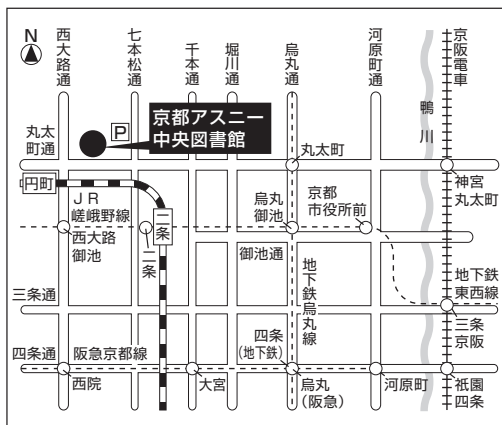 N
西大路通
七本松通
千本通
堀川通
烏丸通
河原町通
京阪電車
鴨川
P
京都アスニー
中央図書館
丸太
町通
丸太町
円町
神宮
丸太町
JR
嵯峨野線
二条
烏丸
御池
京都
市役所前
西大路
御池
二条
御池通
地下鉄烏丸線
地下鉄
東西線
三条通
三条
京阪
四条通
阪急京都線
四条
(地下鉄)
西院
大宮
烏丸
(阪急)
河原町
祇園
四条